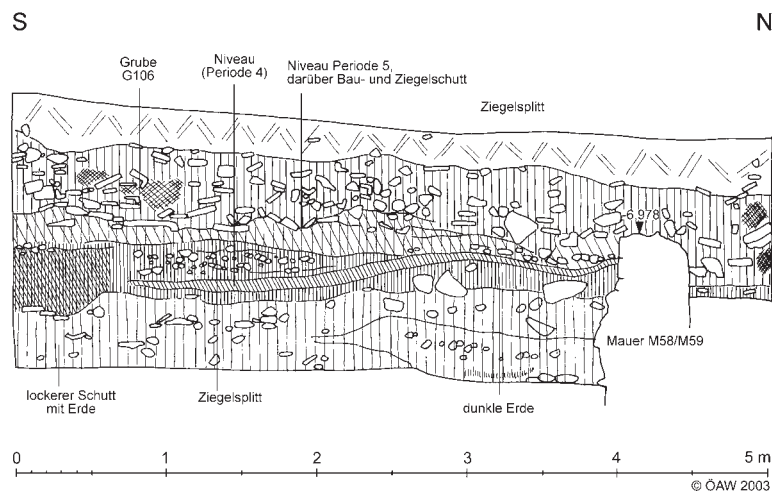 S
N
Grube
G106
Niveau
(Periode 4)
Niveau Periode 5,
darüber Bau- und Ziegelschutt
Ziegelsplitt
6,978
Mauer M58/M59
lockerer Schutt
mit Erde
Ziegelsplitt
dunkle Erde
0 1 2 3 4 5 m
© ÖAW 2003